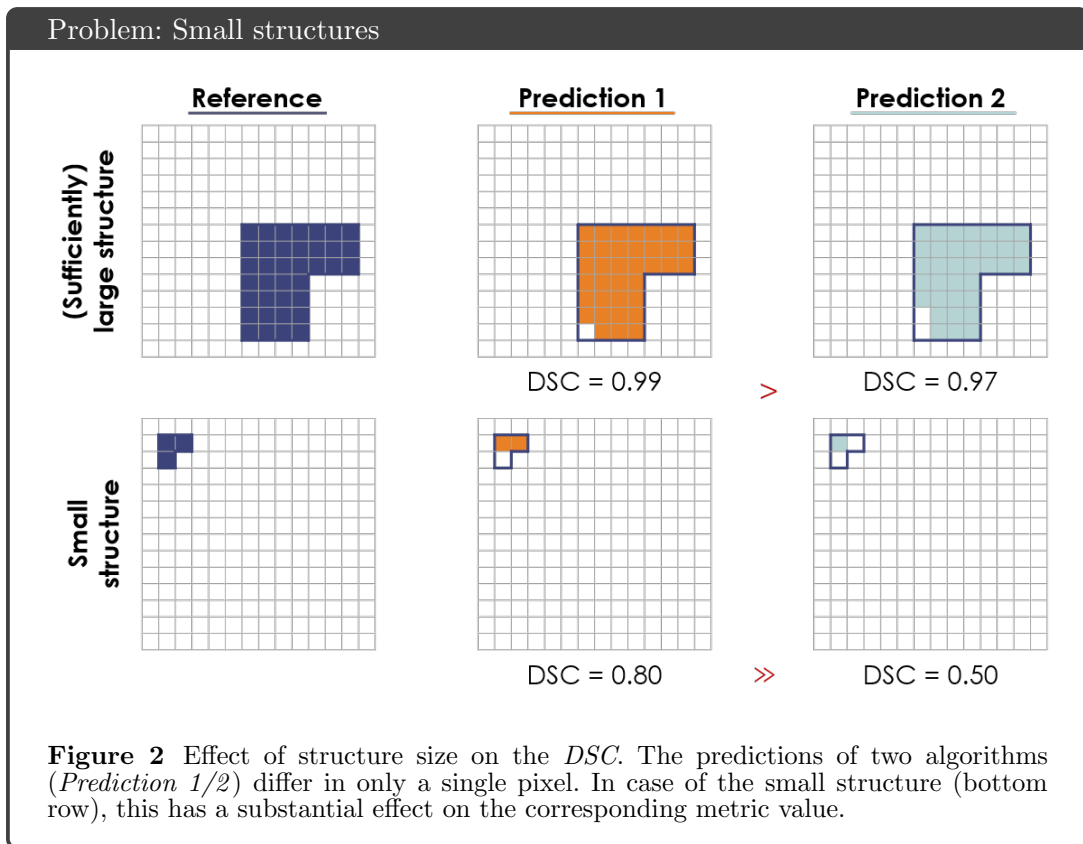 Problem: Small structures
Reference
Prediction 1
Prediction 2
(Sufficiently)
large structure
DSC = 0.99
>
DSC = 0.97
Small
structure
DSC = 0.80
≫
DSC = 0.50
Figure 2 Effect of structure size on the DSC. The predictions of two algorithms
(Prediction 1/2) differ in only a single pixel. In case of the small structure (bottom
row), this has a substantial effect on the corresponding metric value.